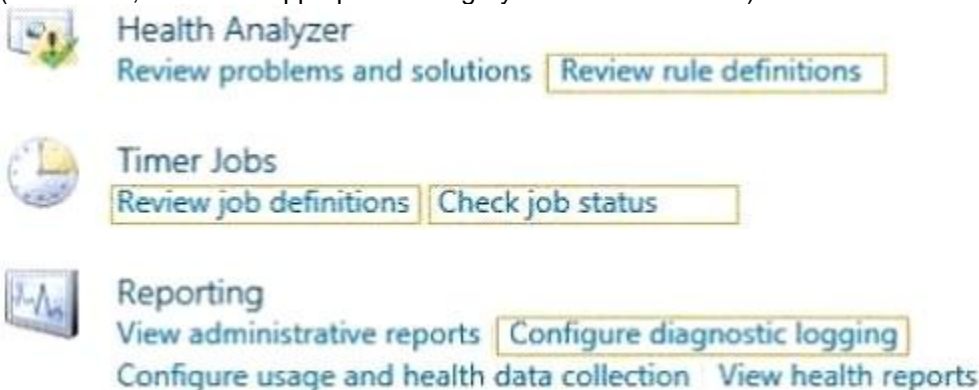 Health Analyzer
Review problems and solutions Review rule definitions
Timer Jobs
Review job definitions Check job status
Reporting
View administrative reports Configure diagnostic logging
Configure usage and health data collection View health reports